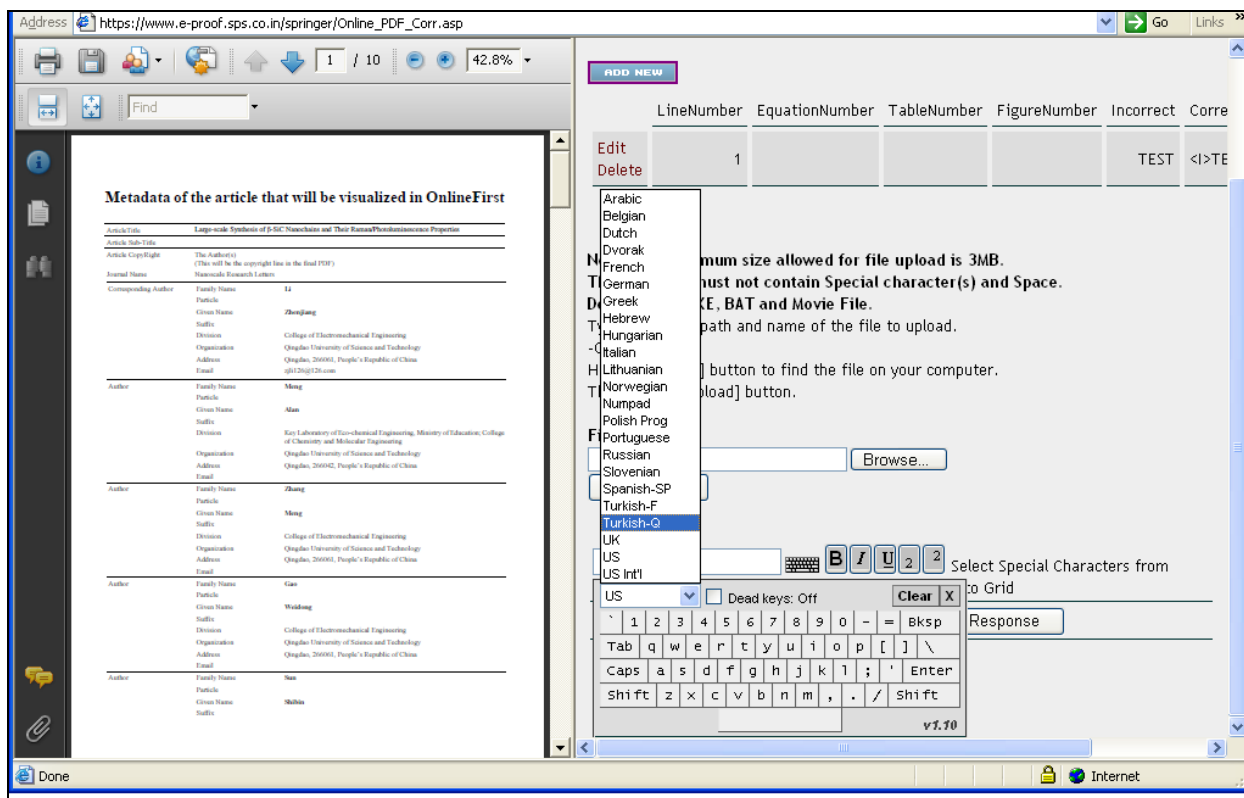 Address https://www.e-proof.sps.co.in/springer/Online_PDF_Corr.asp Go Links »
1 / 10 42.8%
Find
Metadata of the article that will be visualized in OnlineFirst
ArticleTitle Large-scale Synthesis of β-SiC Nanochains and Their Raman/Photoluminescence Properties
Article Sub-Title
Article CopyRight The Author(s)
(This will be the copyright line in the final PDF)
Journal Name Nanoscale Research Letters
Corresponding Author Family Name Li
Particle
Given Name Zhenjiang
Suffix
Division College of Electromechanical Engineering
Organization Qingdao University of Science and Technology
Address Qingdao, 266061, People's Republic of China
Email zjli126@126.com
Author Family Name Meng
Particle
Given Name Alan
Suffix
Division Key Laboratory of Eco-chemical Engineering, Ministry of Education; College
of Chemistry and Molecular Engineering
Organization Qingdao University of Science and Technology
Address Qingdao, 266042, People's Republic of China
Email
Author Family Name Zhang
Particle
Given Name Meng
Suffix
Division College of Electromechanical Engineering
Organization Qingdao University of Science and Technology
Address Qingdao, 266061, People's Republic of China
Email
Author Family Name Guo
Particle
Given Name Weidong
Suffix
Division College of Electromechanical Engineering
Organization Qingdao University of Science and Technology
Address Qingdao, 266061, People's Republic of China
Email
Author Family Name Sun
Particle
Given Name Shibin
Suffix
ADD NEW
LineNumber EquationNumber TableNumber FigureNumber Incorrect Corre
Edit
Delete 1 TEST <I>TE
mum size allowed for file upload is 3MB.
must not contain Special character(s) and Space.
E, BAT and Movie File.
path and name of the file to upload.
] button to find the file on your computer.
load] button.
Browse...
Arabic
Belgian
Dutch
Dvorak
French
German
Greek
Hebrew
Hungarian
Italian
Lithuanian
Norwegian
Numpad
Polish Prog
Portuguese
Russian
Slovenian
Spanish-SP
Turkish-F
Turkish-Q
UK
US
US Int'l
B I U 2 2 Select Special Characters from
to Grid
US Dead keys: Off Clear X
Response
` 1 2 3 4 5 6 7 8 9 0 - = Bksp
Tab q w e r t y u i o p [ ] \
Caps a s d f g h j k l ; ' Enter
Shift z x c v b n m , . / Shift
v1.10
Done Internet